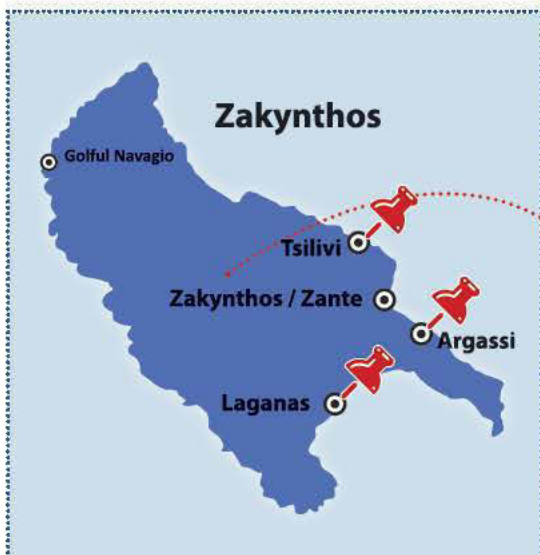 Zakynthos
Golful Navagio
Tsilivi
Zakynthos / Zante
Argassi
Laganas